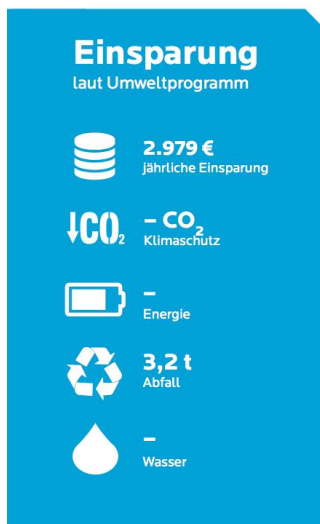 Einsparung
laut Umweltprogramm
2.979 €
jährliche Einsparung
↓CO₂
– CO₂
Klimaschutz
–
Energie
3,2 t
Abfall
–
Wasser